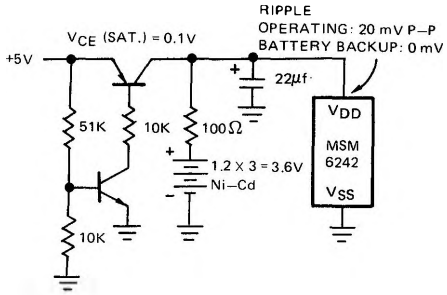 RIPPLE
OPERATING: 20 mV P–P
BATTERY BACKUP: 0 mV
VCE (SAT.) = 0.1V
+5V
+
22µf
51K
10K
100Ω
VDD
MSM
6242
VSS
+
1.2 X 3 = 3.6V
Ni–Cd
–
10K